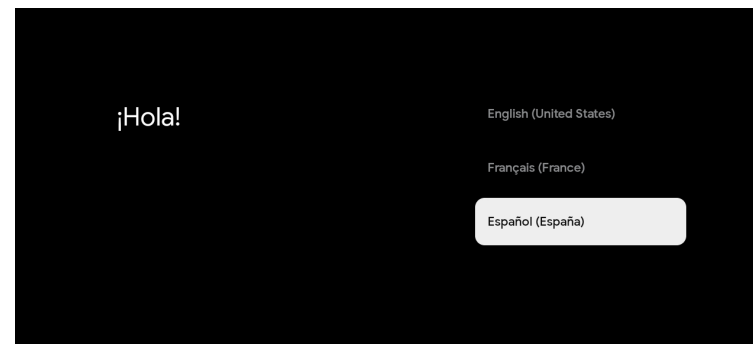 ¡Hola!
English (United States)
Français (France)
Español (España)